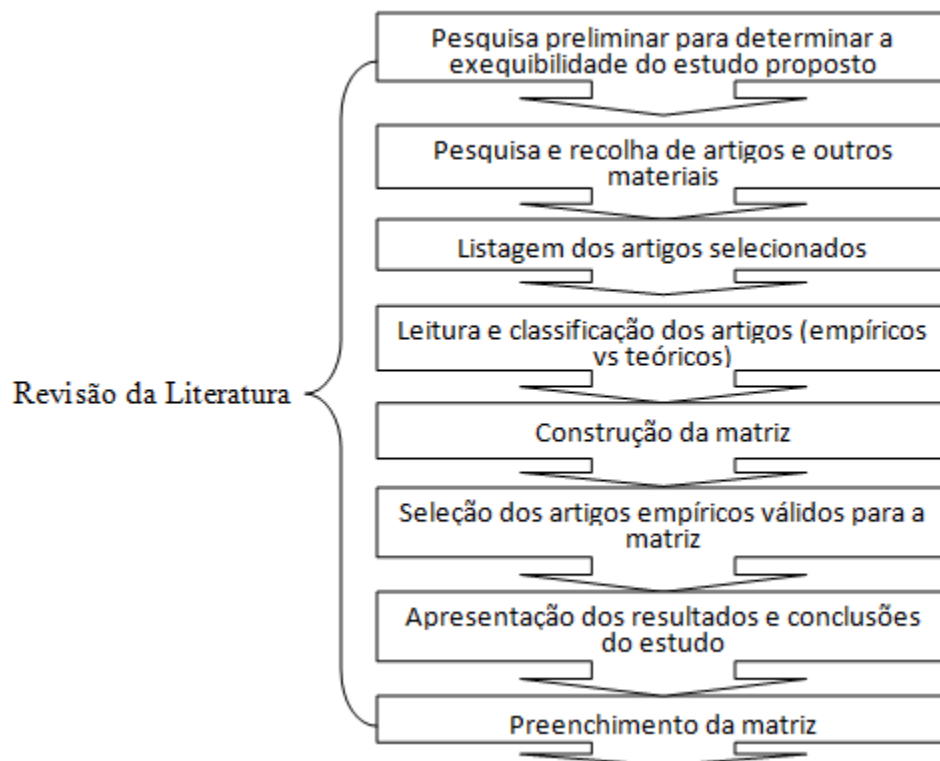 Pesquisa preliminar para determinar a
exequibilidade do estudo proposto
Pesquisa e recolha de artigos e outros
materiais
Listagem dos artigos selecionados
Leitura e classificação dos artigos (empíricos
vs teóricos)
Revisão da Literatura
Construção da matriz
Seleção dos artigos empíricos válidos para a
matriz
Apresentação dos resultados e conclusões
do estudo
Preenchimento da matriz